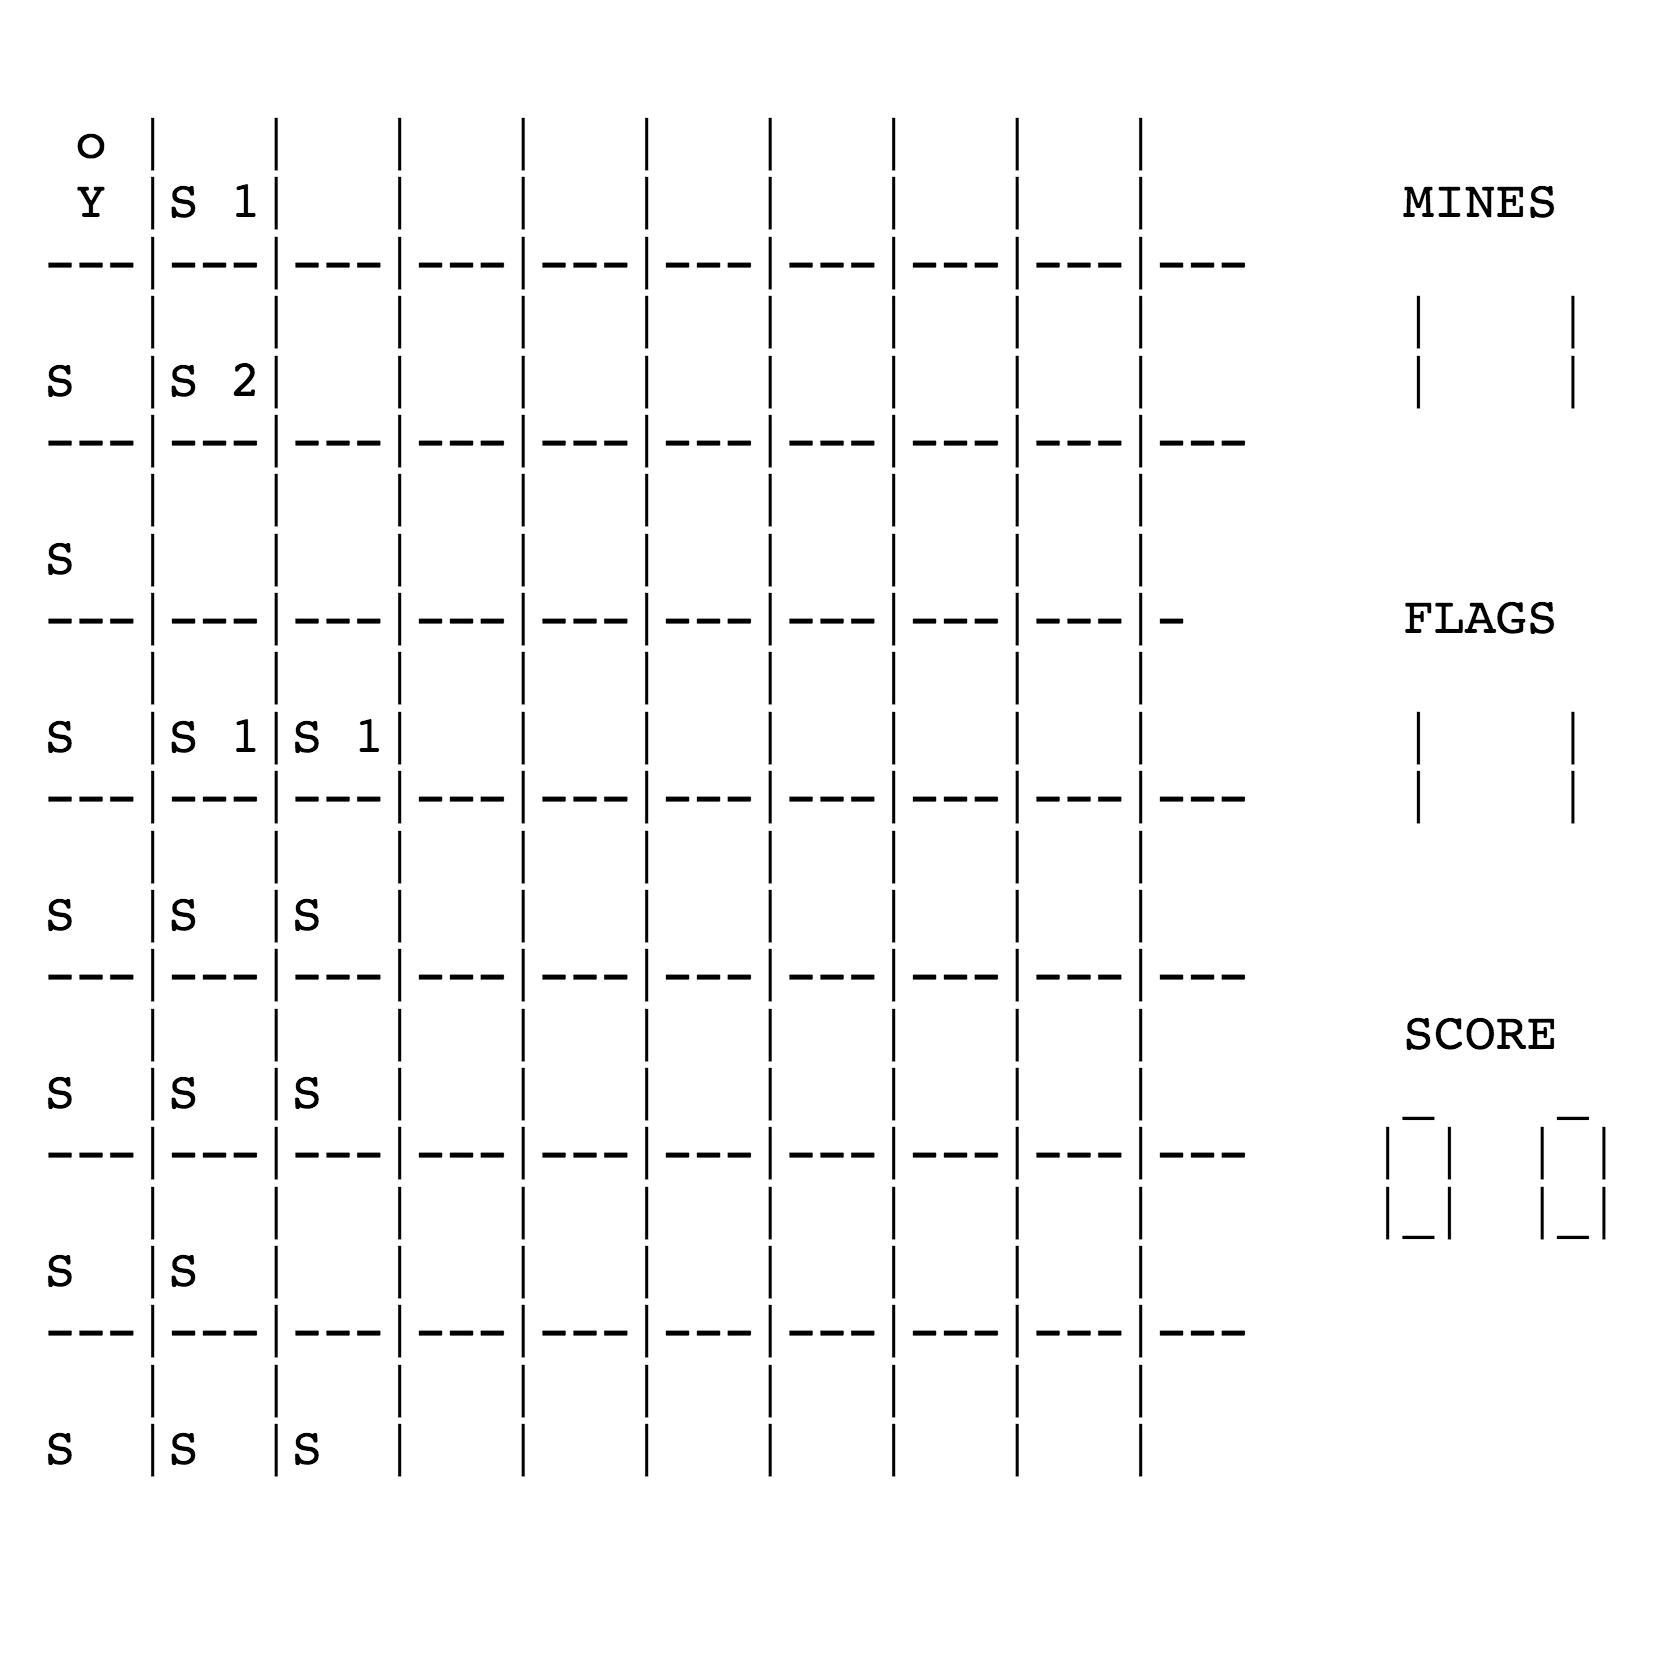 o |   |   |   |   |   |   |   |   |
 Y |S 1|   |   |   |   |   |   |   |        MINES
---|---|---|---|---|---|---|---|---|---
   |   |   |   |   |   |   |   |   |        |    |
S  |S 2|   |   |   |   |   |   |   |        |    |
---|---|---|---|---|---|---|---|---|---
   |   |   |   |   |   |   |   |   |
S  |   |   |   |   |   |   |   |   |
---|---|---|---|---|---|---|---|---|-       FLAGS
   |   |   |   |   |   |   |   |   |
S  |S 1|S 1|   |   |   |   |   |   |        |    |
---|---|---|---|---|---|---|---|---|---     |    |
   |   |   |   |   |   |   |   |   |
S  |S  |S  |   |   |   |   |   |   |
---|---|---|---|---|---|---|---|---|---
   |   |   |   |   |   |   |   |   |        SCORE
S  |S  |S  |   |   |   |   |   |   |        _    _
---|---|---|---|---|---|---|---|---|---    | |  | |
   |   |   |   |   |   |   |   |   |       |_|  |_|
S  |S  |   |   |   |   |   |   |   |
---|---|---|---|---|---|---|---|---|---
   |   |   |   |   |   |   |   |   |
S  |S  |S  |   |   |   |   |   |   |